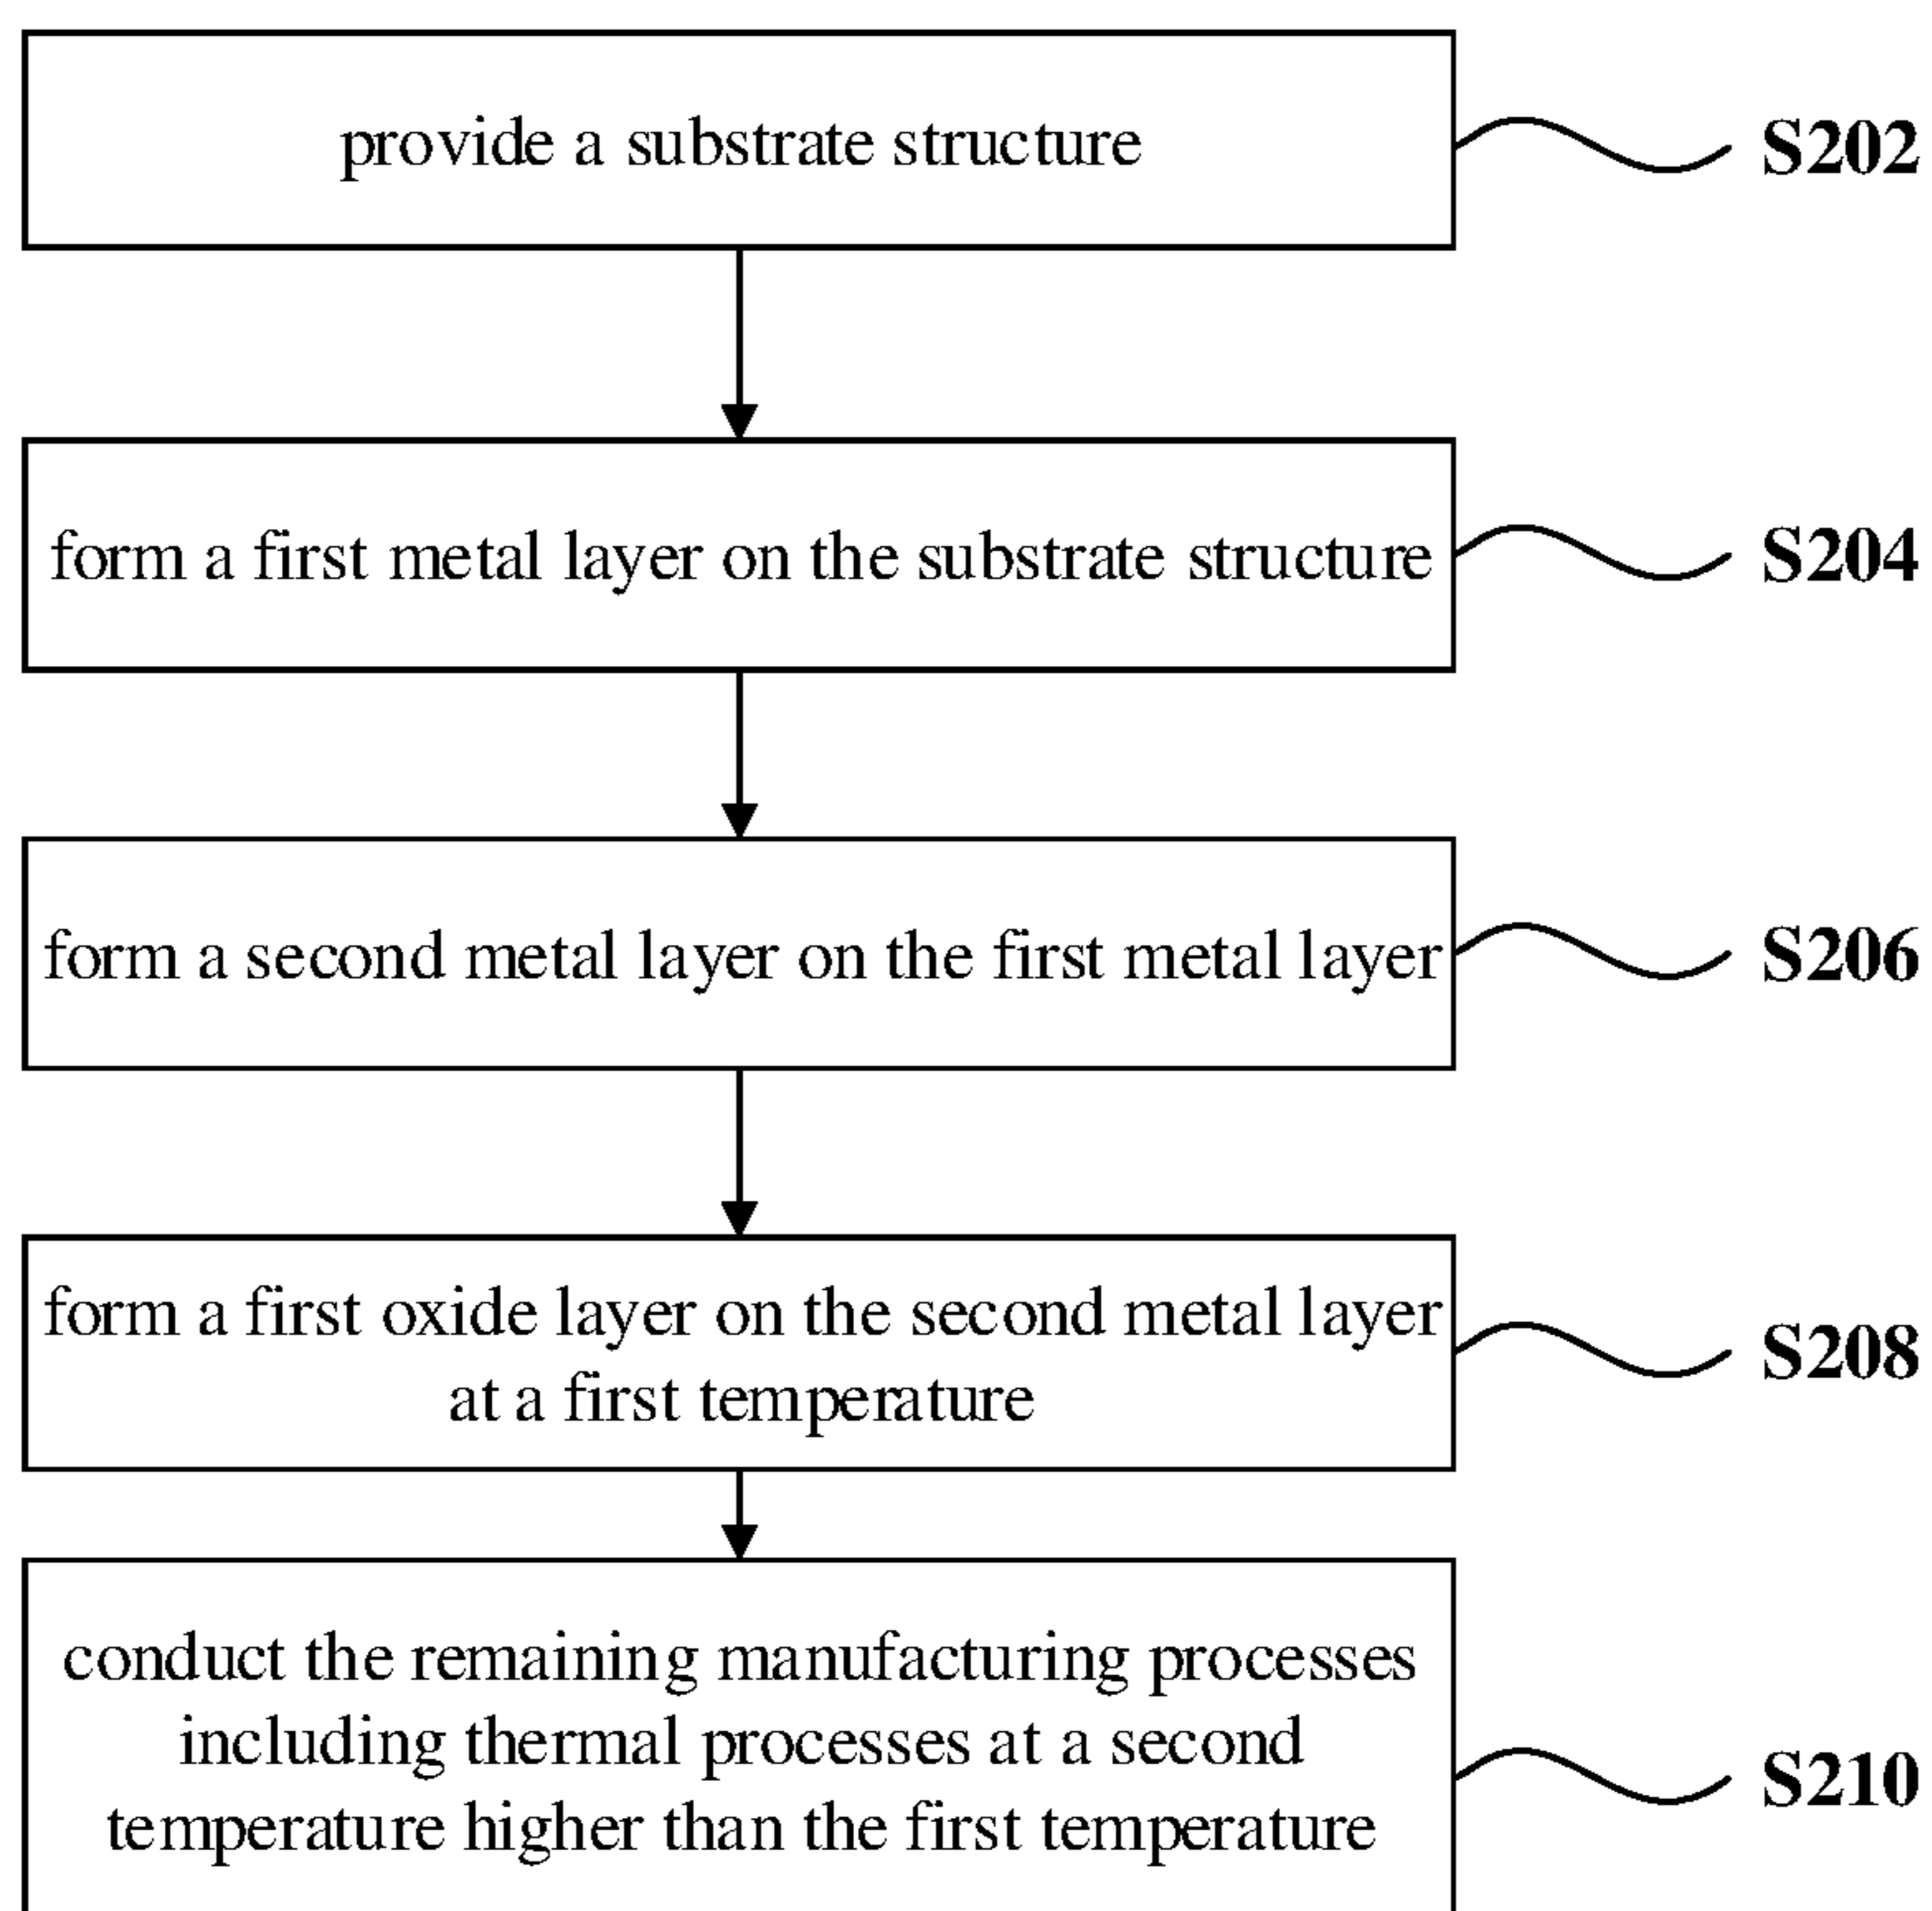 provide a substrate structure
S202
form a first metal layer on the substrate structure
S204
form a second metal layer on the first metal layer
S206
form a first oxide layer on the second metal layer
at a first temperature
S208
conduct the remaining manufacturing processes
including thermal processes at a second
temperature higher than the first temperature
S210